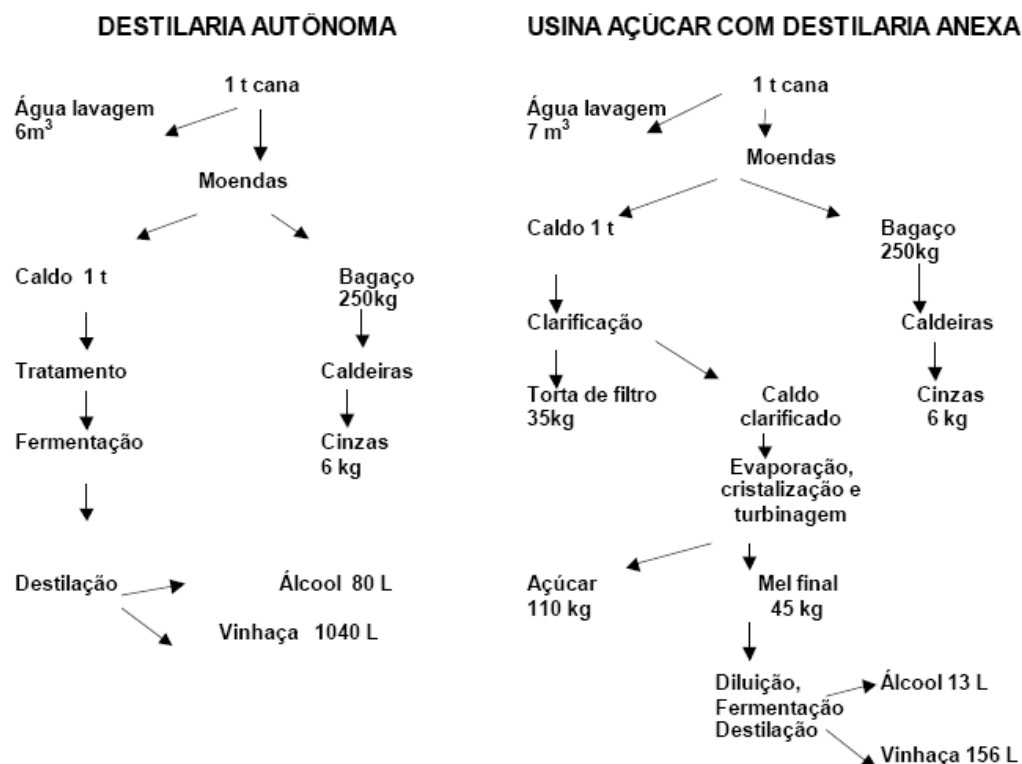 DESTILARIA AUTÔNOMA
1 t cana
Água lavagem
6m³
Moendas
Caldo 1 t
Bagaço
250kg
Tratamento
Caldeiras
Fermentação
Cinzas
6 kg
Destilação
Álcool 80 L
Vinhaça 1040 L
USINA AÇÚCAR COM DESTILARIA ANEXA
1 t cana
Água lavagem
7 m³
Moendas
Caldo 1 t
Bagaço
250kg
Clarificação
Caldeiras
Torta de filtro
35kg
Caldo
clarificado
Cinzas
6 kg
Evaporação,
cristalização e
turbinagem
Açúcar
110 kg
Mel final
45 kg
Diluição,
Fermentação
Destilação
Álcool 13 L
Vinhaça 156 L